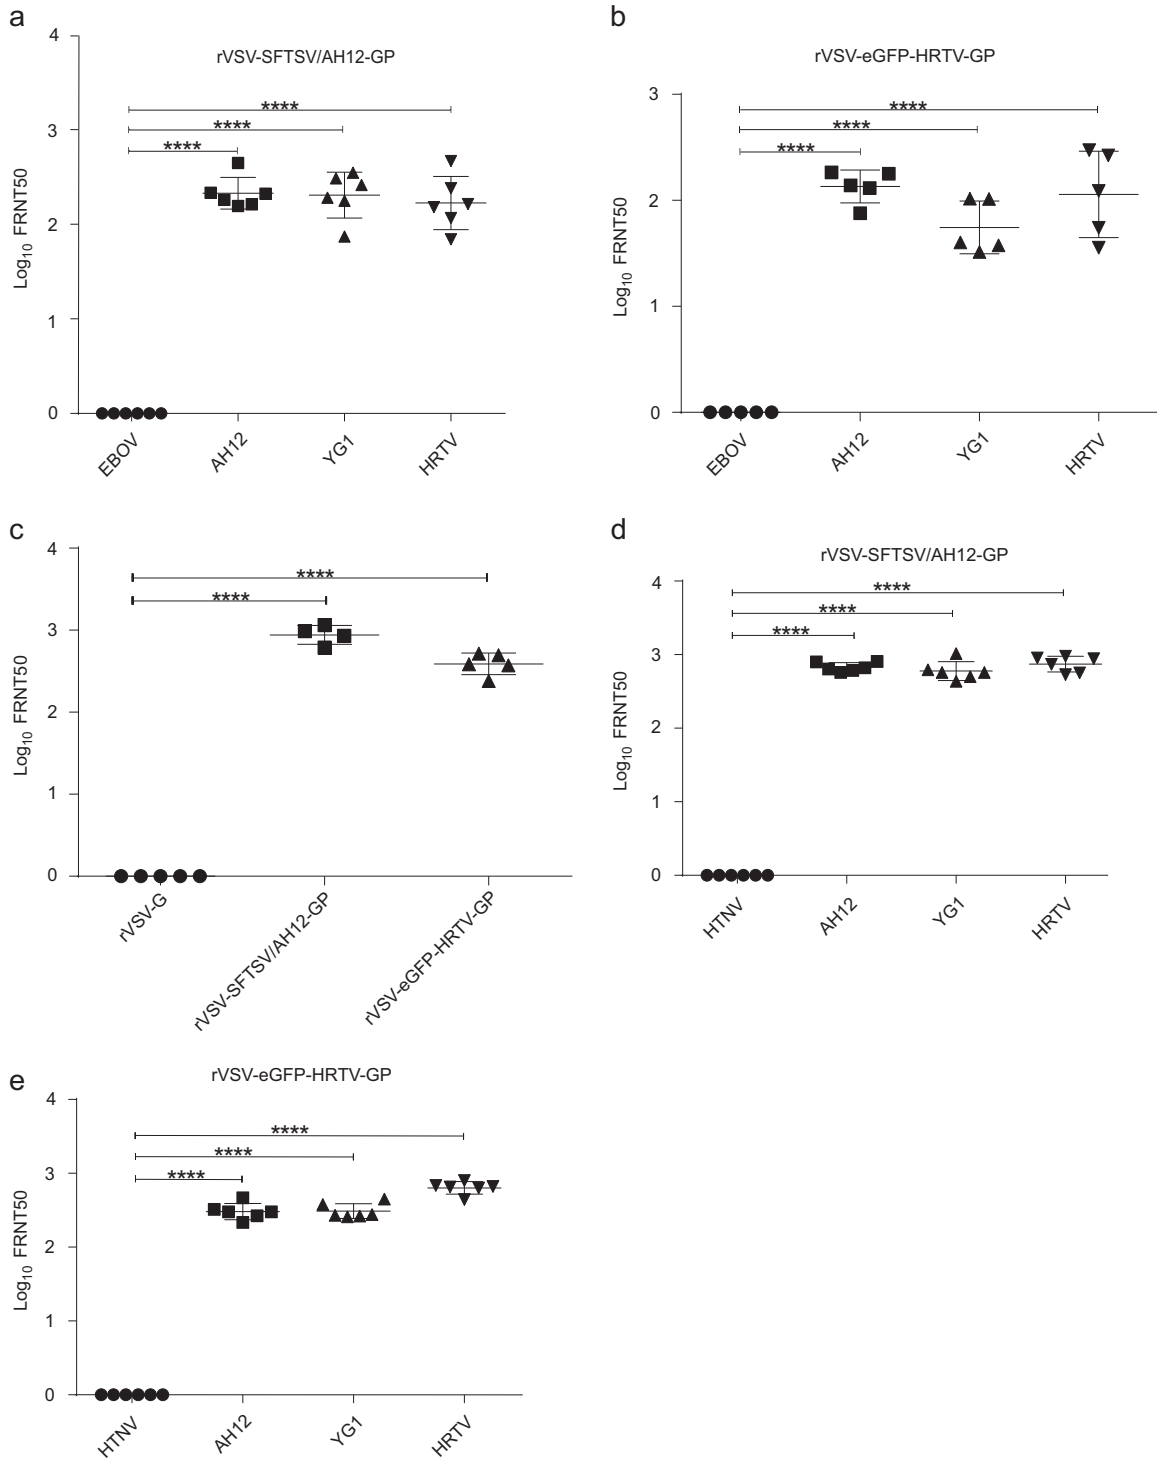 a
rVSV-SFTSV/AH12-GP
4
3
2
1
0
Log10 FRNT50
****
****
****
EBOV
AH12
YG1
HRTV
b
rVSV-eGFP-HRTV-GP
3
2
1
0
Log10 FRNT50
****
****
****
EBOV
AH12
YG1
HRTV
c
4
3
2
1
0
Log10 FRNT50
****
****
rVSV-G
rVSV-SFTSV/AH12-GP
rVSV-eGFP-HRTV-GP
d
rVSV-SFTSV/AH12-GP
4
3
2
1
0
Log10 FRNT50
****
****
****
HTNV
AH12
YG1
HRTV
e
rVSV-eGFP-HRTV-GP
4
3
2
1
0
Log10 FRNT50
****
****
****
HTNV
AH12
YG1
HRTV